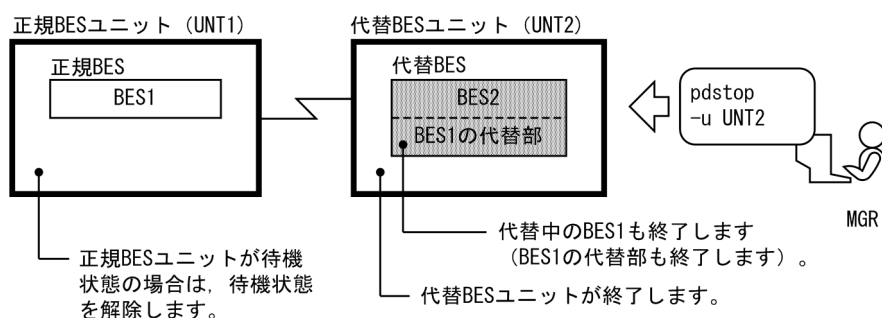 正規BESユニット（UNT1）
代替BESユニット（UNT2）
正規BES
BES1
代替BES
BES2
BES1の代替部
pdstop
-u UNT2
MGR
正規BESユニットが待機
状態の場合は，待機状態
を解除します。
代替中のBES1も終了します
（BES1の代替部も終了します）。
代替BESユニットが終了します。